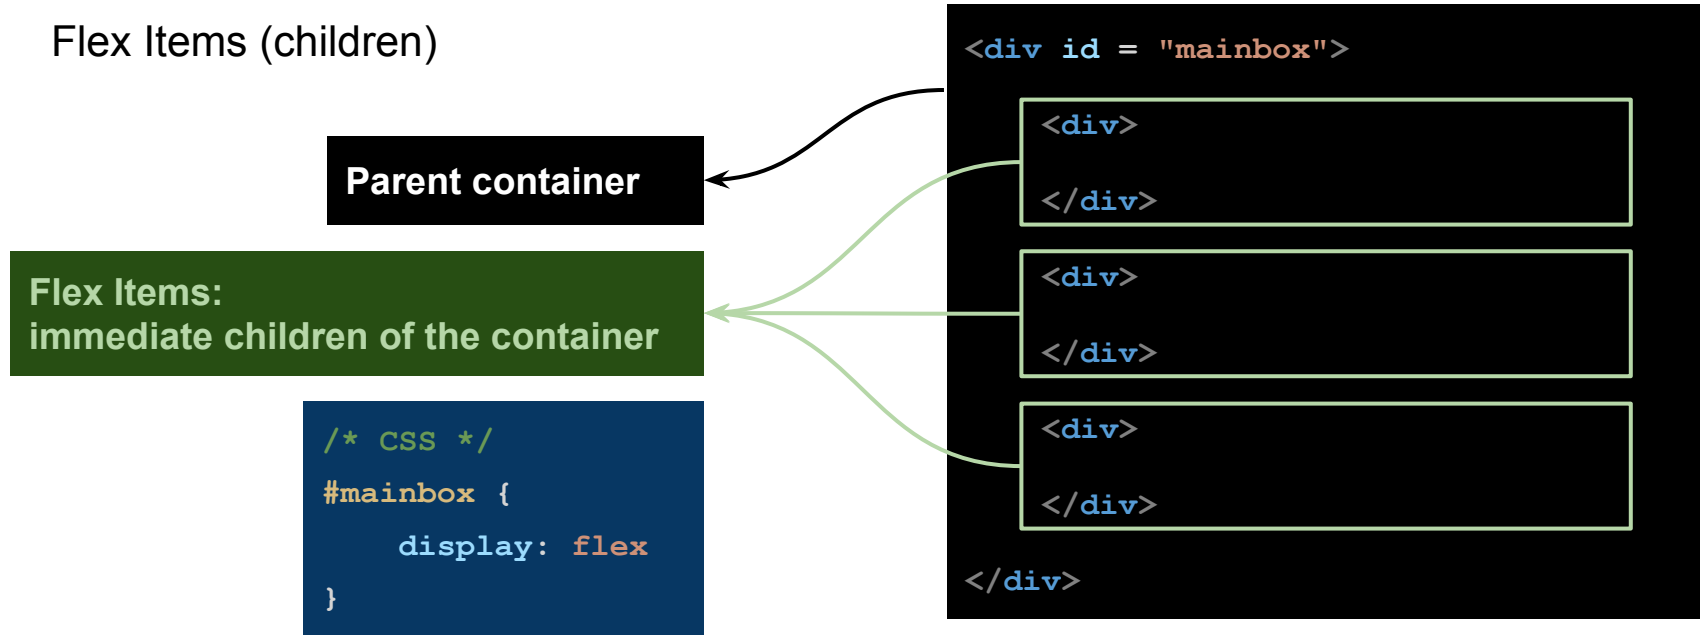 Flex Items (children)
Parent container
Flex Items:
immediate children of the container
/* CSS */
#mainbox {
display: flex
}
<div id = "mainbox">
<div>
</div>
<div>
</div>
<div>
</div>
</div>